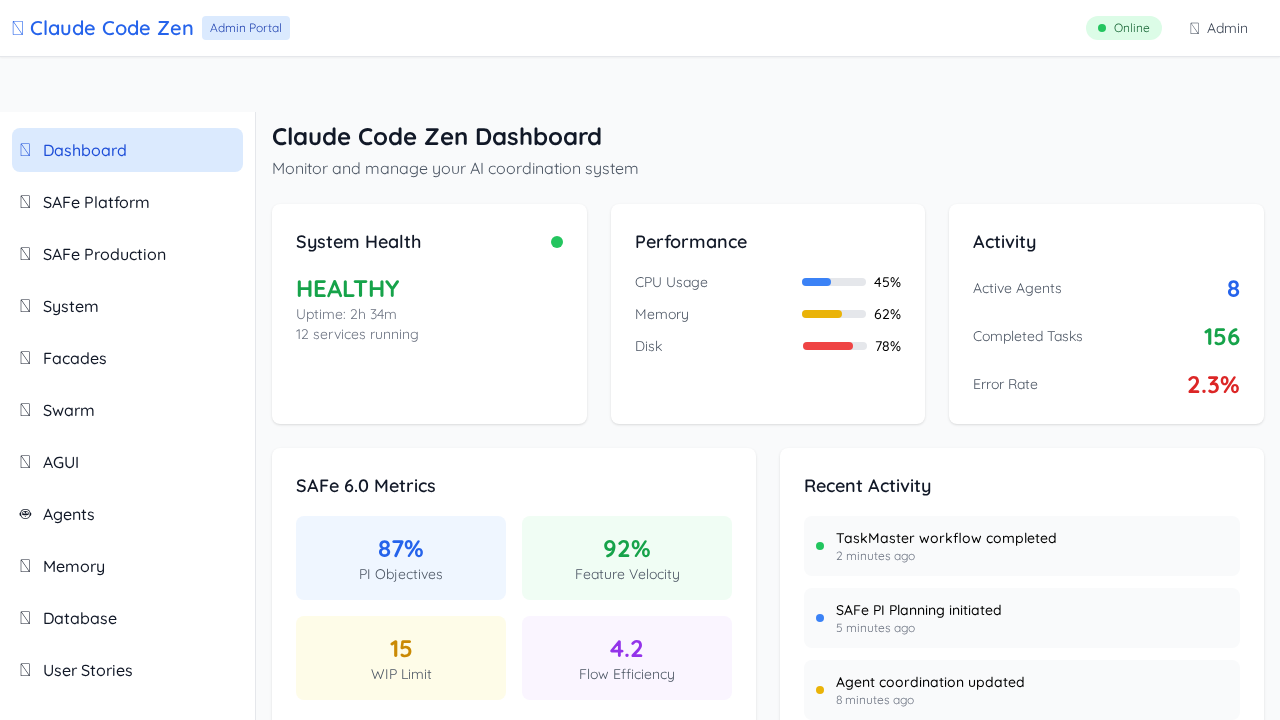 Claude Code Zen
Admin Portal
Online
Admin
Dashboard
SAFe Platform
SAFe Production
System
Facades
Swarm
AGUI
Agents
Memory
Database
User Stories
Claude Code Zen Dashboard
Monitor and manage your AI coordination system
System Health
HEALTHY
Uptime: 2h 34m
12 services running
Performance
CPU Usage 45%
Memory 62%
Disk 78%
Activity
Active Agents 8
Completed Tasks 156
Error Rate 2.3%
SAFe 6.0 Metrics
87%
PI Objectives
92%
Feature Velocity
15
WIP Limit
4.2
Flow Efficiency
Recent Activity
TaskMaster workflow completed
2 minutes ago
SAFe PI Planning initiated
5 minutes ago
Agent coordination updated
8 minutes ago